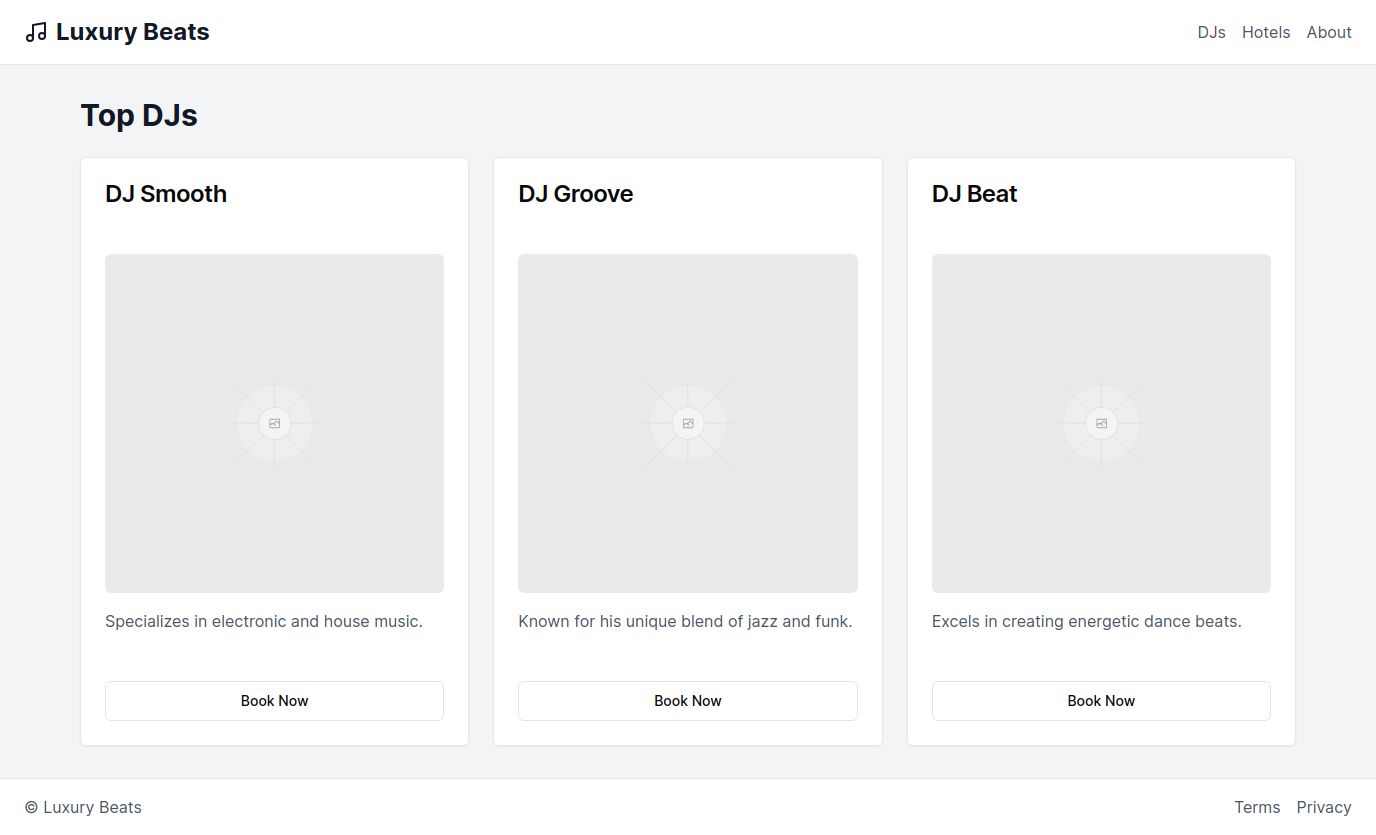 Luxury Beats
DJs Hotels About
Top DJs
DJ Smooth
Specializes in electronic and house music.
Book Now
DJ Groove
Known for his unique blend of jazz and funk.
Book Now
DJ Beat
Excels in creating energetic dance beats.
Book Now
© Luxury Beats
Terms Privacy